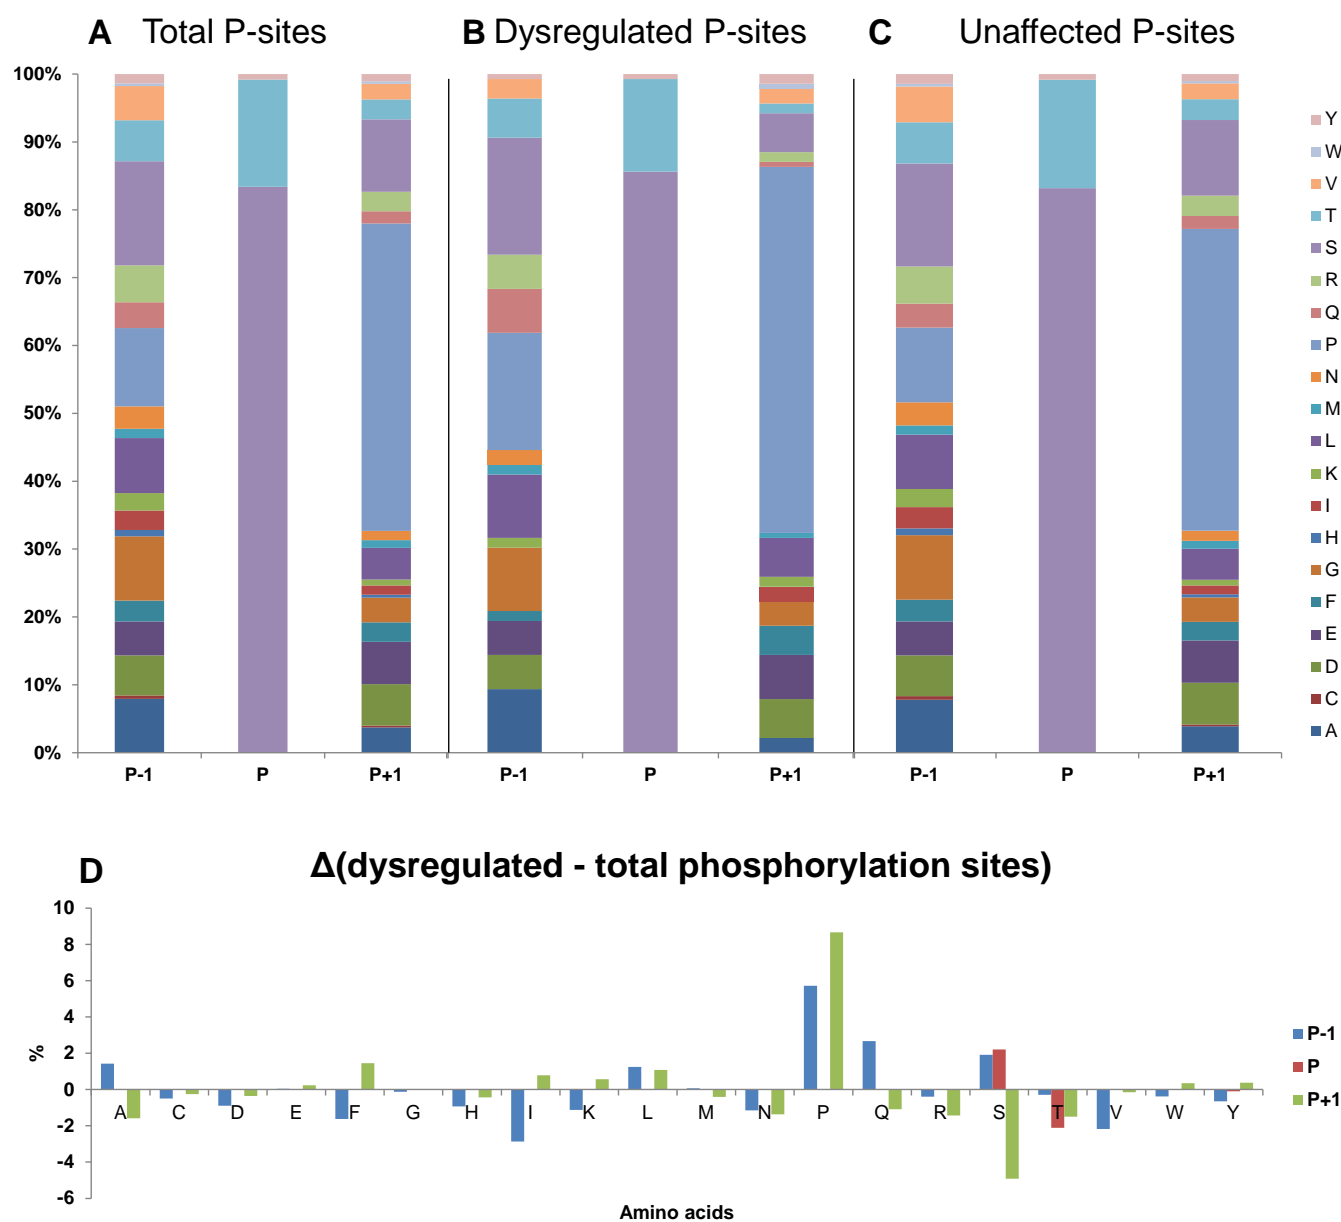 A Total P-sites
B Dysregulated P-sites
C Unaffected P-sites
100%
90%
80%
70%
60%
50%
40%
30%
20%
10%
0%
P-1 P P+1 P-1 P P+1 P-1 P P+1
Y
W
V
T
S
R
Q
P
N
M
L
K
I
H
G
F
E
D
C
A
D Δ(dysregulated - total phosphorylation sites)
10
8
6
4
2
0
-2
-4
-6
%
A C D E F G H I K L M N P Q R S T V W Y
Amino acids
P-1
P
P+1